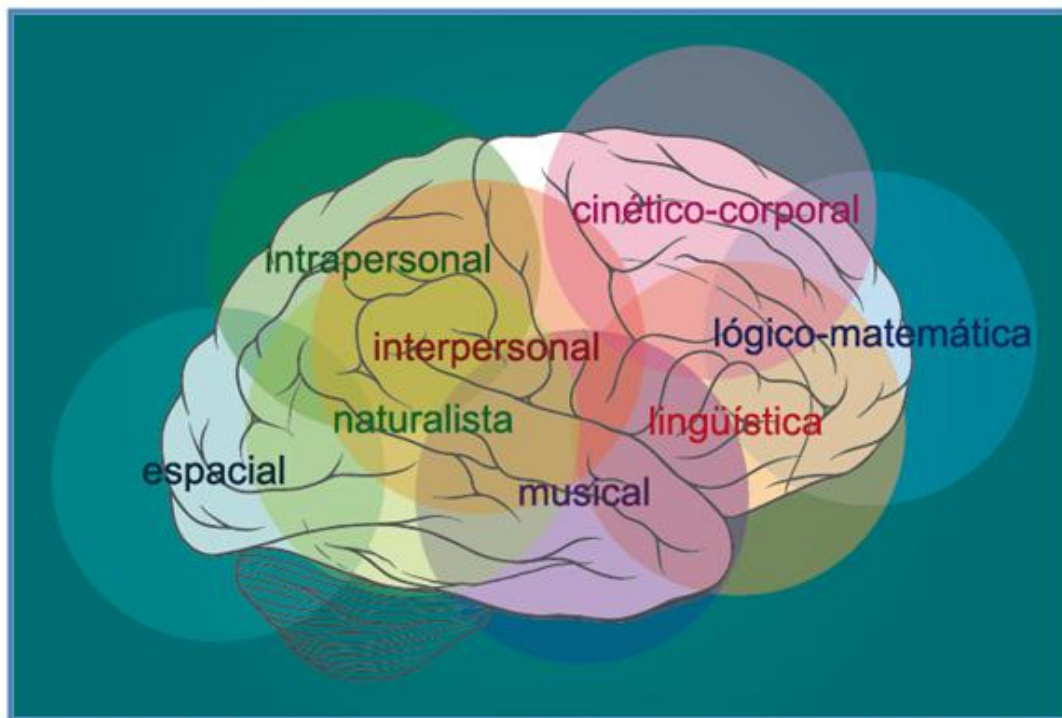 cinético-corporal
intrapersonal
lógico-matemática
interpersonal
naturalista
lingüística
espacial
musical